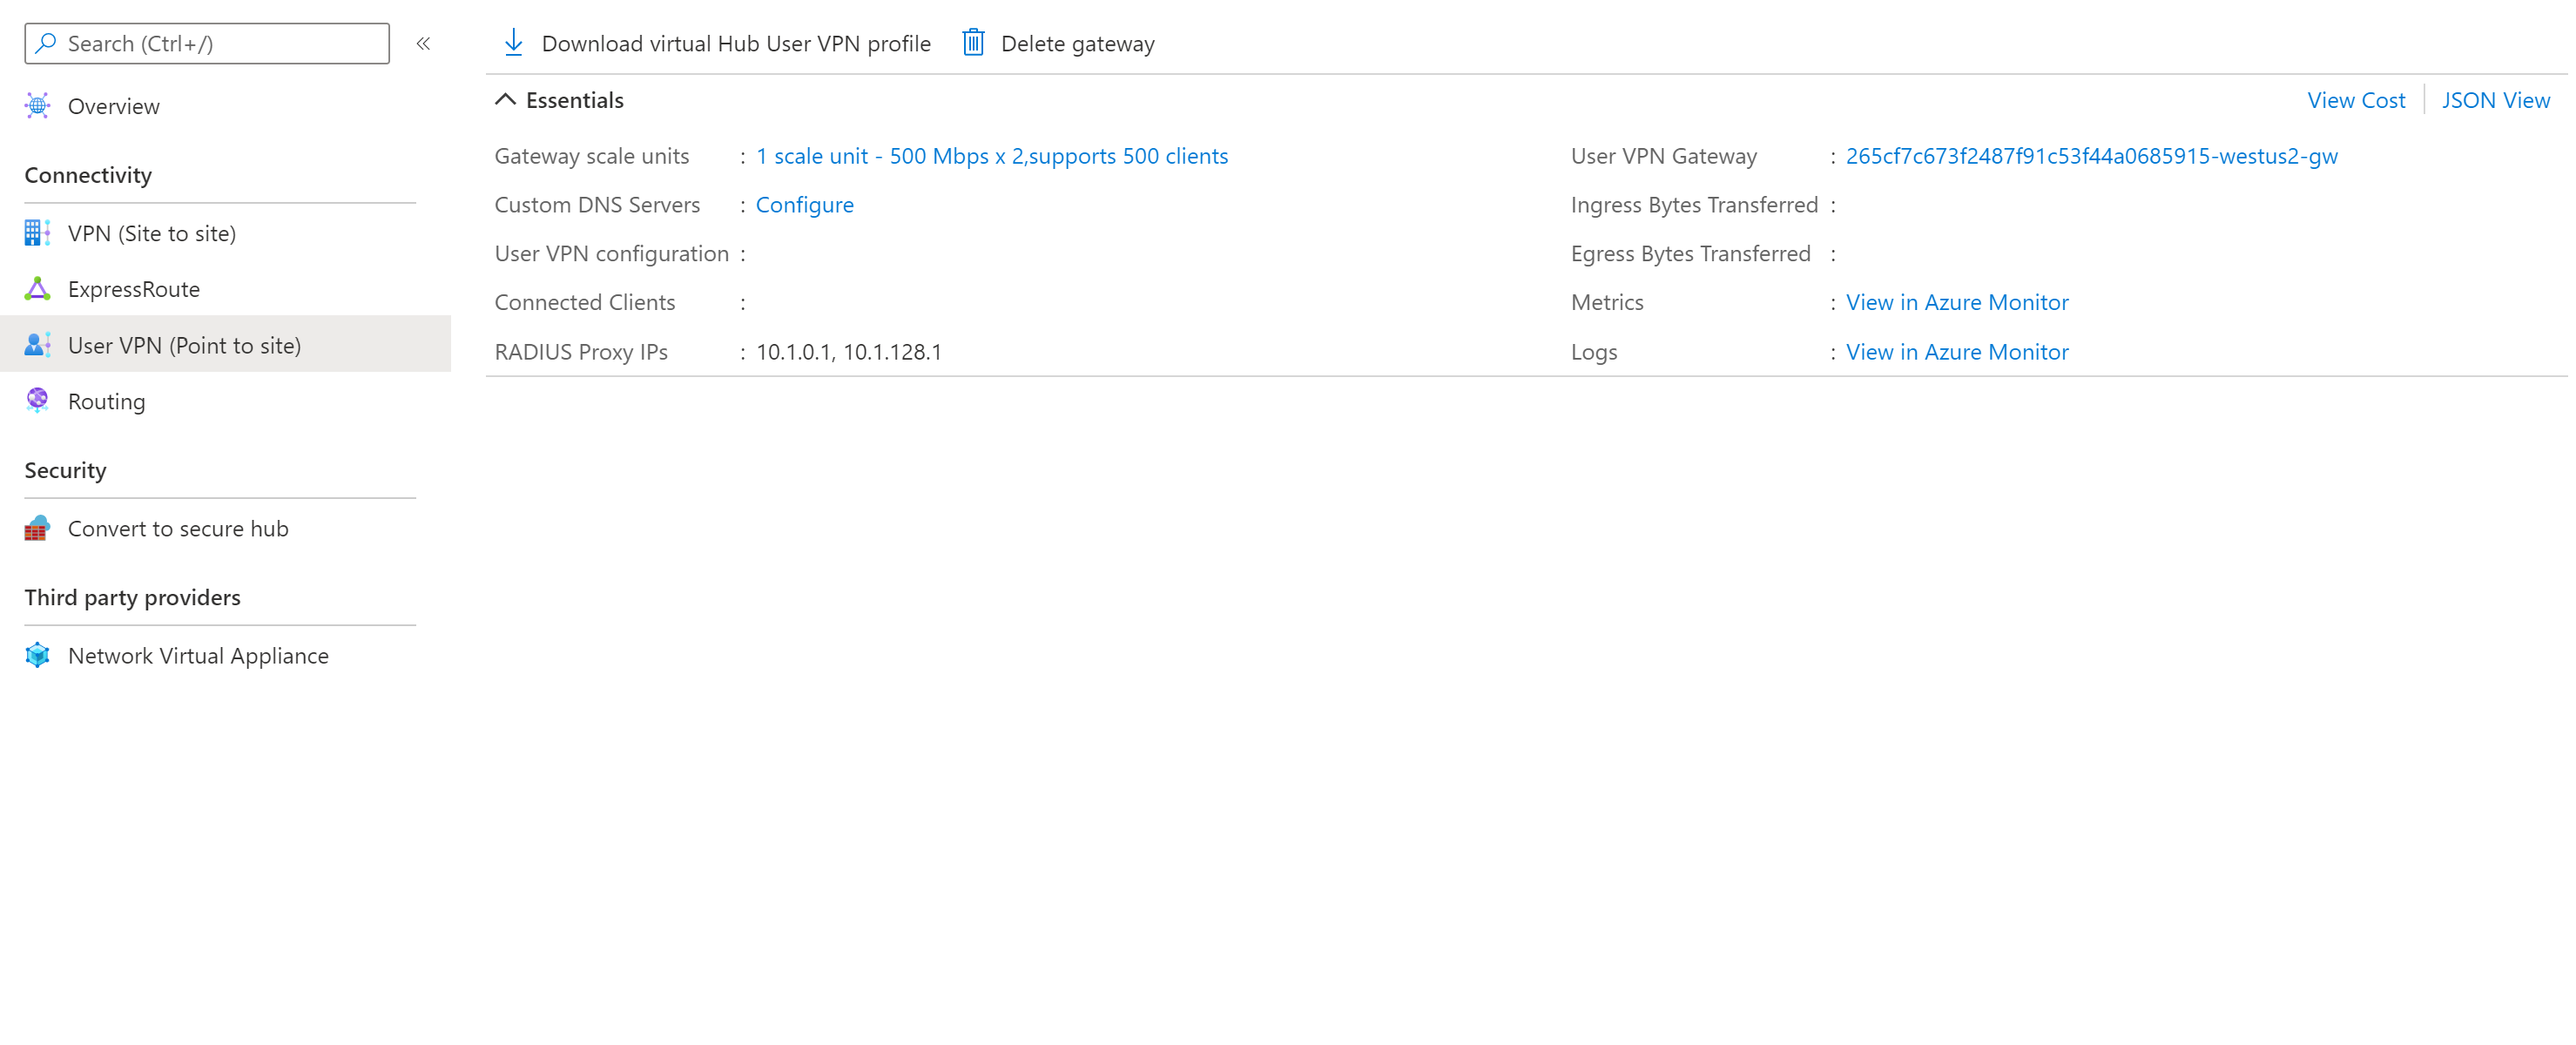 Search (Ctrl+/)
«
Overview
Connectivity
VPN (Site to site)
ExpressRoute
User VPN (Point to site)
Routing
Security
Convert to secure hub
Third party providers
Network Virtual Appliance
Download virtual Hub User VPN profile
Delete gateway
Essentials
View Cost
JSON View
Gateway scale units : 1 scale unit - 500 Mbps x 2,supports 500 clients
Custom DNS Servers : Configure
User VPN configuration :
Connected Clients :
RADIUS Proxy IPs : 10.1.0.1, 10.1.128.1
User VPN Gateway : 265cf7c673f2487f91c53f44a0685915-westus2-gw
Ingress Bytes Transferred :
Egress Bytes Transferred :
Metrics : View in Azure Monitor
Logs : View in Azure Monitor